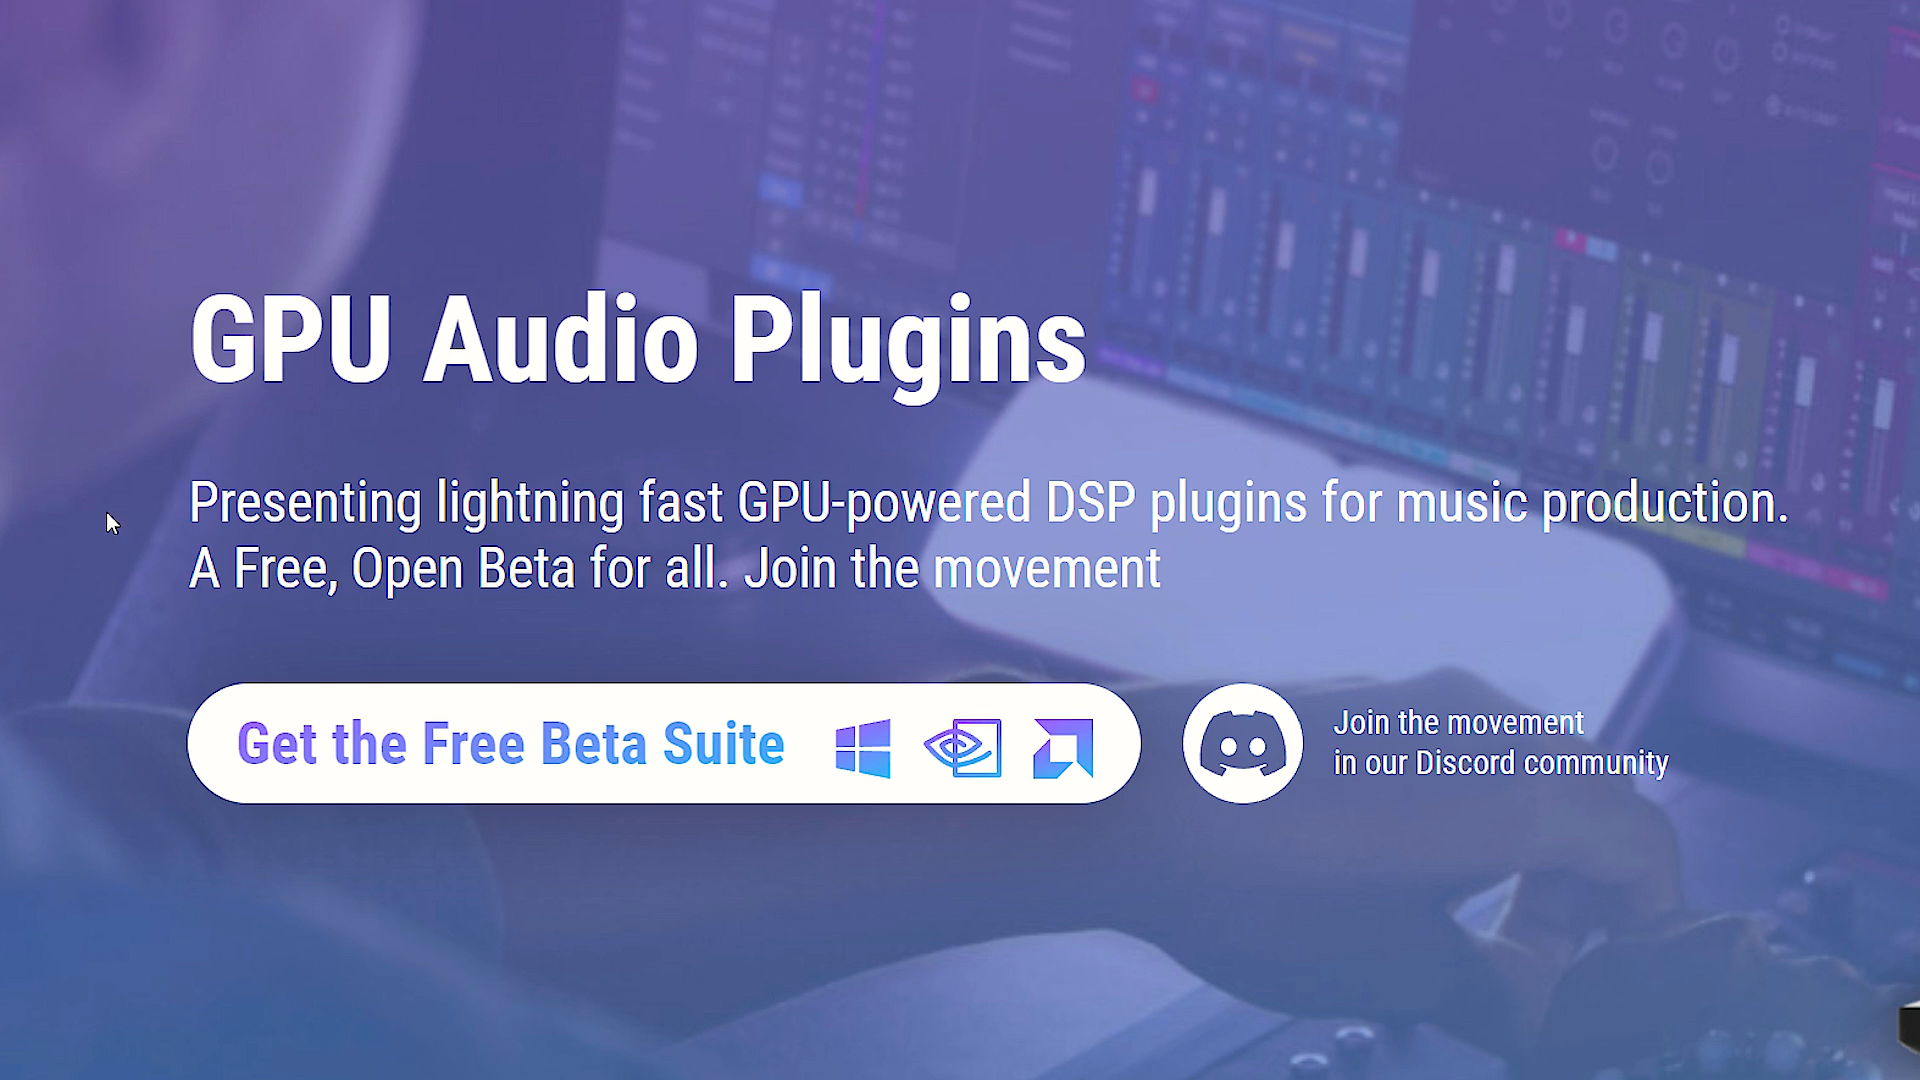 GPU Audio Plugins
Presenting lightning fast GPU-powered DSP plugins for music production.
A Free, Open Beta for all. Join the movement
Get the Free Beta Suite
Join the movement
in our Discord community